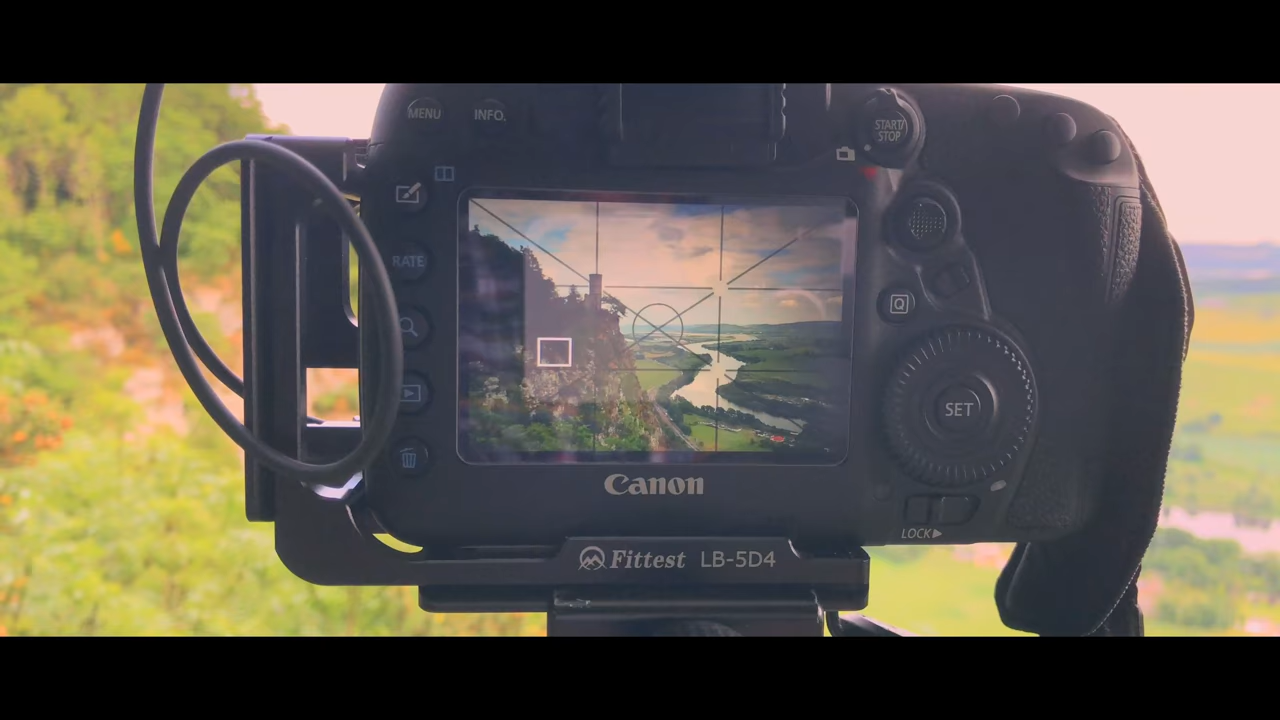 MENU
INFO.
START/
STOP
RATE
Q
SET
Canon
LOCK▶
Fittest LB-5D4